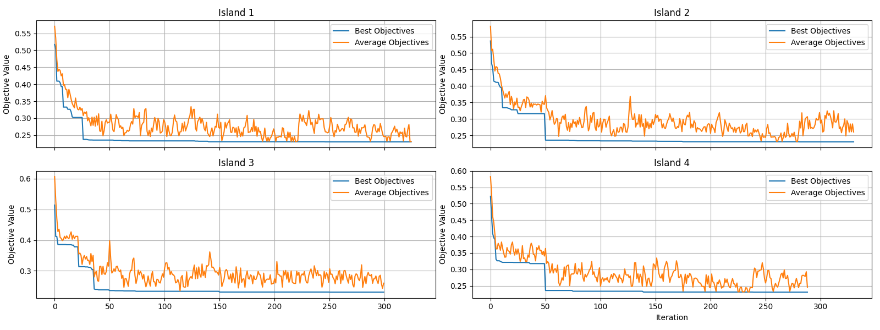 Island 1
Objective Value
0.55
0.50
0.45
0.40
0.35
0.30
0.25
Best Objectives
Average Objectives
Island 2
0.55
0.50
0.45
0.40
0.35
0.30
0.25
Best Objectives
Average Objectives
Island 3
Objective Value
0.6
0.5
0.4
0.3
0 50 100 150 200 250 300
Best Objectives
Average Objectives
Island 4
0.60
0.55
0.50
0.45
0.40
0.35
0.30
0.25
0 50 100 150 200 250 300
Iteration
Best Objectives
Average Objectives